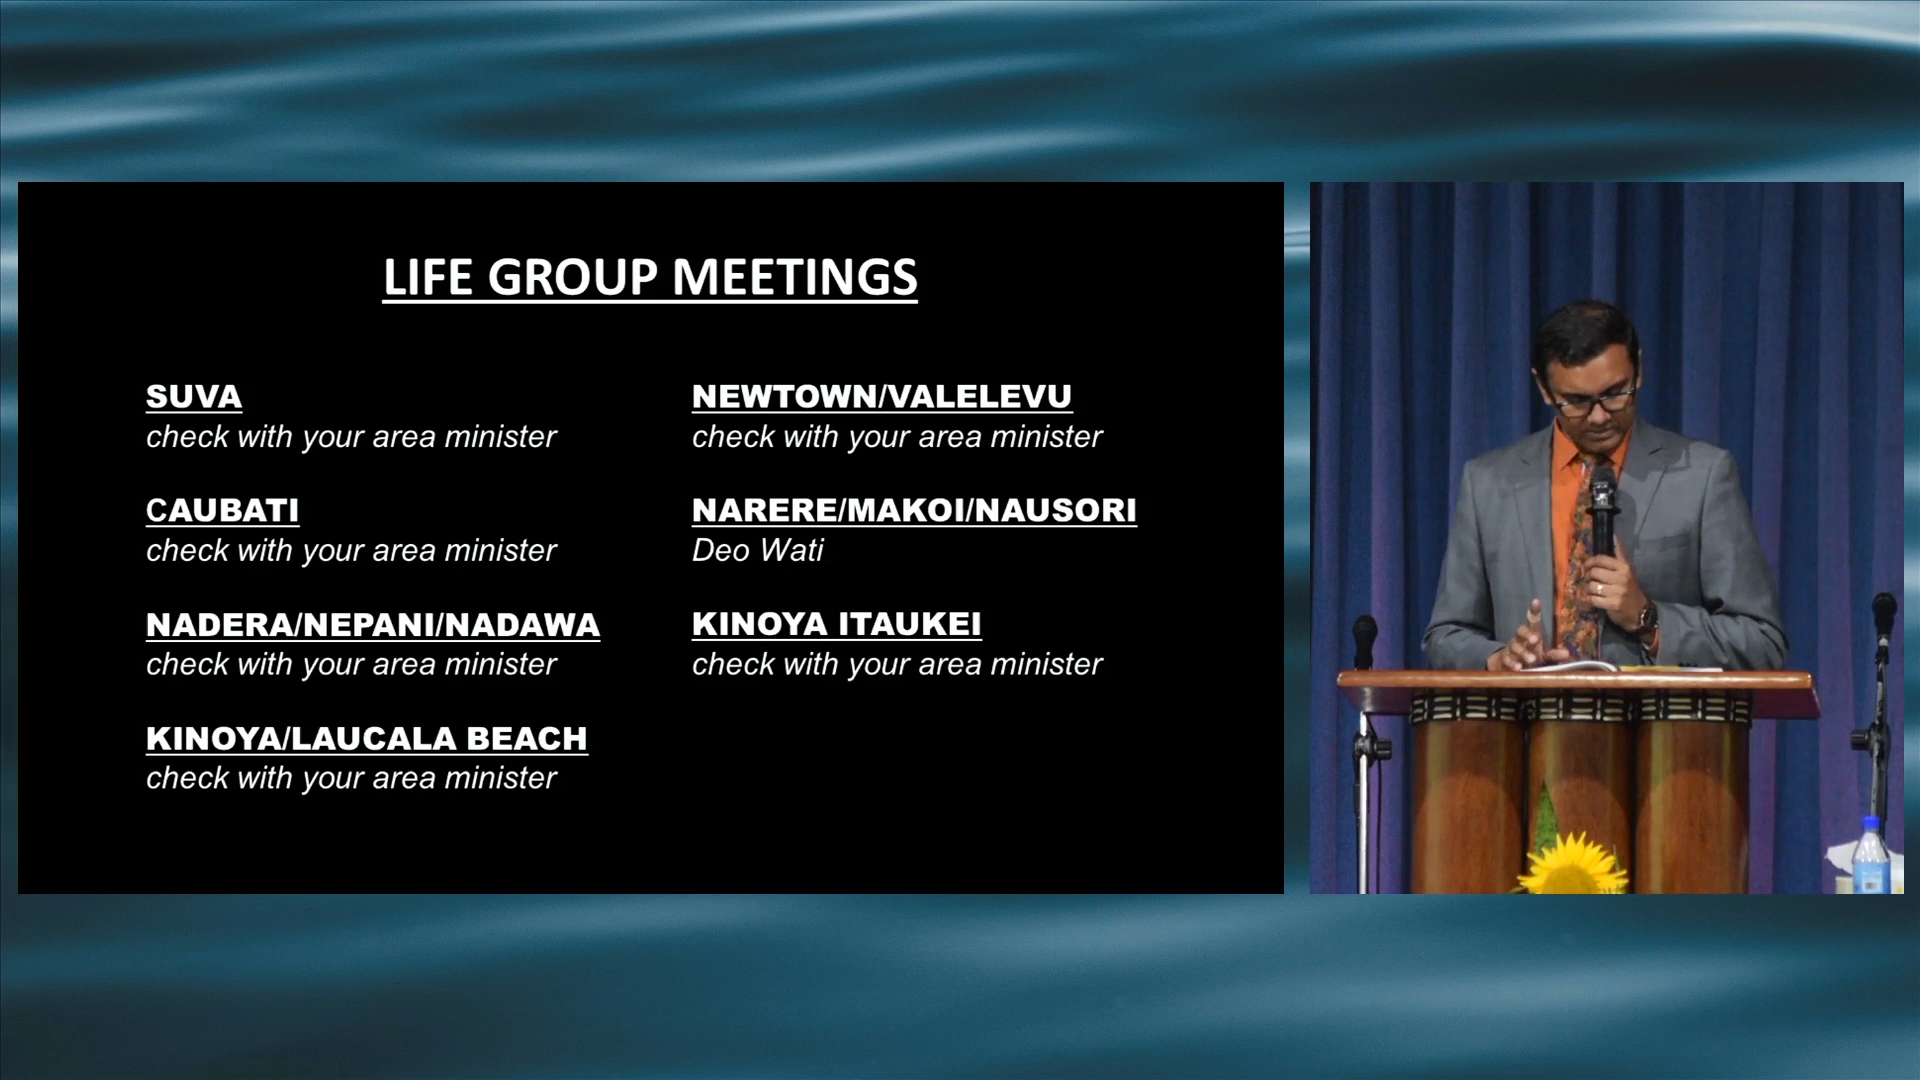 LIFE GROUP MEETINGS
SUVA
check with your area minister
CAUBATI
check with your area minister
NADERA/NEPANI/NADAWA
check with your area minister
KINOYA/LAUCALA BEACH
check with your area minister
NEWTOWN/VALELEVU
check with your area minister
NARERE/MAKOI/NAUSORI
Deo Wati
KINOYA ITAUKEI
check with your area minister